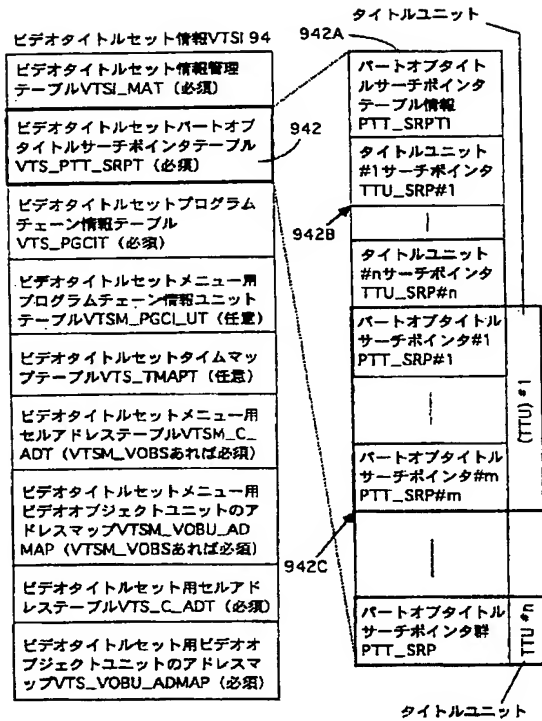 ビデオタイトルセット情報VTSI 94
ビデオタイトルセット情報管理
テーブルVTSI_MAT（必須）
ビデオタイトルセットパートオブ
タイトルサーチポインタテーブル
VTS_PTT_SRPT（必須）
942
ビデオタイトルセットプログラム
チェーン情報テーブル
VTS_PGCIT（必須）
ビデオタイトルセットメニュー用
プログラムチェーン情報ユニット
テーブルVTSM_PGCI_UT（任意）
ビデオタイトルセットタイムマッ
プテーブルVTS_TMAPT（任意）
ビデオタイトルセットメニュー用
セルアドレステーブルVTSM_C_
ADT（VTSM_VOBSあれば必須）
ビデオタイトルセットメニュー用
ビデオオブジェクトユニットのア
ドレスマップVTSM_VOBU_AD
MAP（VTSM_VOBSあれば必須）
ビデオタイトルセット用セルアド
レステーブルVTS_C_ADT（必須）
ビデオタイトルセット用ビデオオ
ブジェクトユニットのアドレスマ
ップVTS_VOBU_ADMAP（必須）
タイトルユニット
942A
パートオブタイト
ルサーチポインタ
テーブル情報
PTT_SRPTI
タイトルユニット
#1サーチポインタ
TTU_SRP#1
942B
タイトルユニット
#nサーチポインタ
TTU_SRP#n
パートオブタイトル
サーチポインタ#1
PTT_SRP#1
(TTU) #1
パートオブタイトル
サーチポインタ#m
PTT_SRP#m
942C
パートオブタイトル
サーチポインタ群
PTT_SRP
TTU #n
タイトルユニット